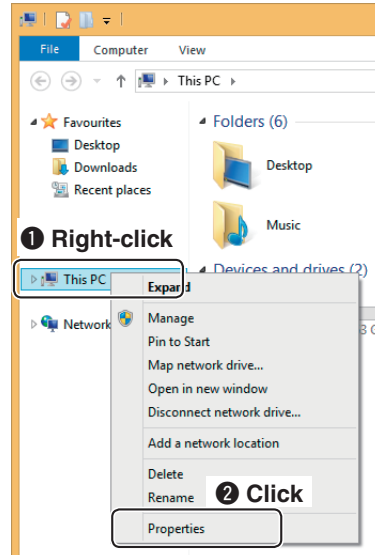 File Computer View
This PC
Favourites
Desktop
Downloads
Recent places
Folders (6)
Desktop
Music
❶ Right-click
This PC
Devices and drives (2)
Network
Expand
Manage
Pin to Start
Map network drive...
Open in new window
Disconnect network drive...
Add a network location
Delete
Rename
❷ Click
Properties